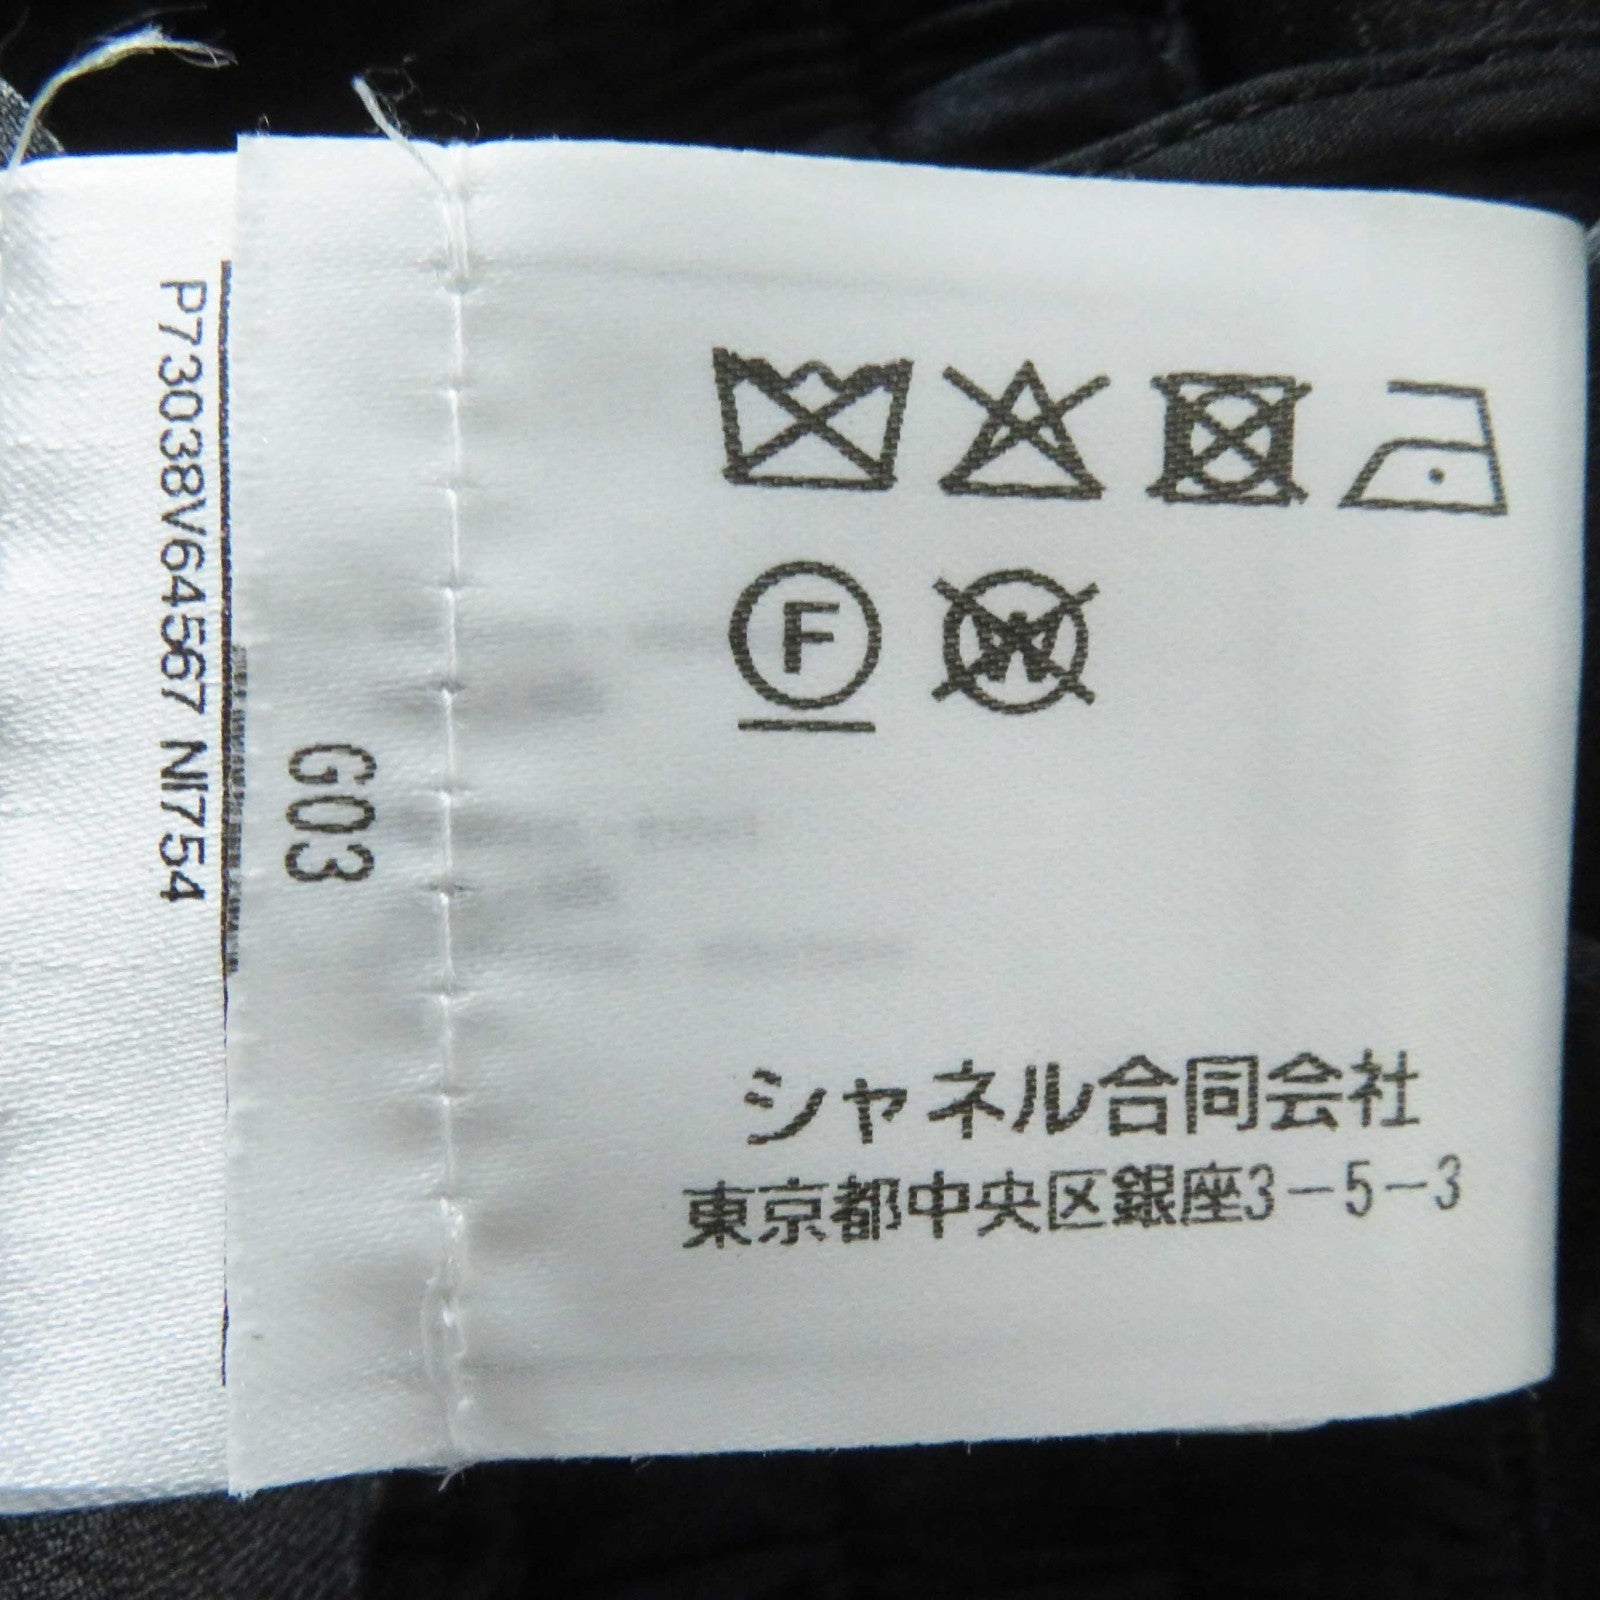 P73038V64567 NI754
G03
F
W
シャネル合同会社
東京都中央区銀座3-5-3